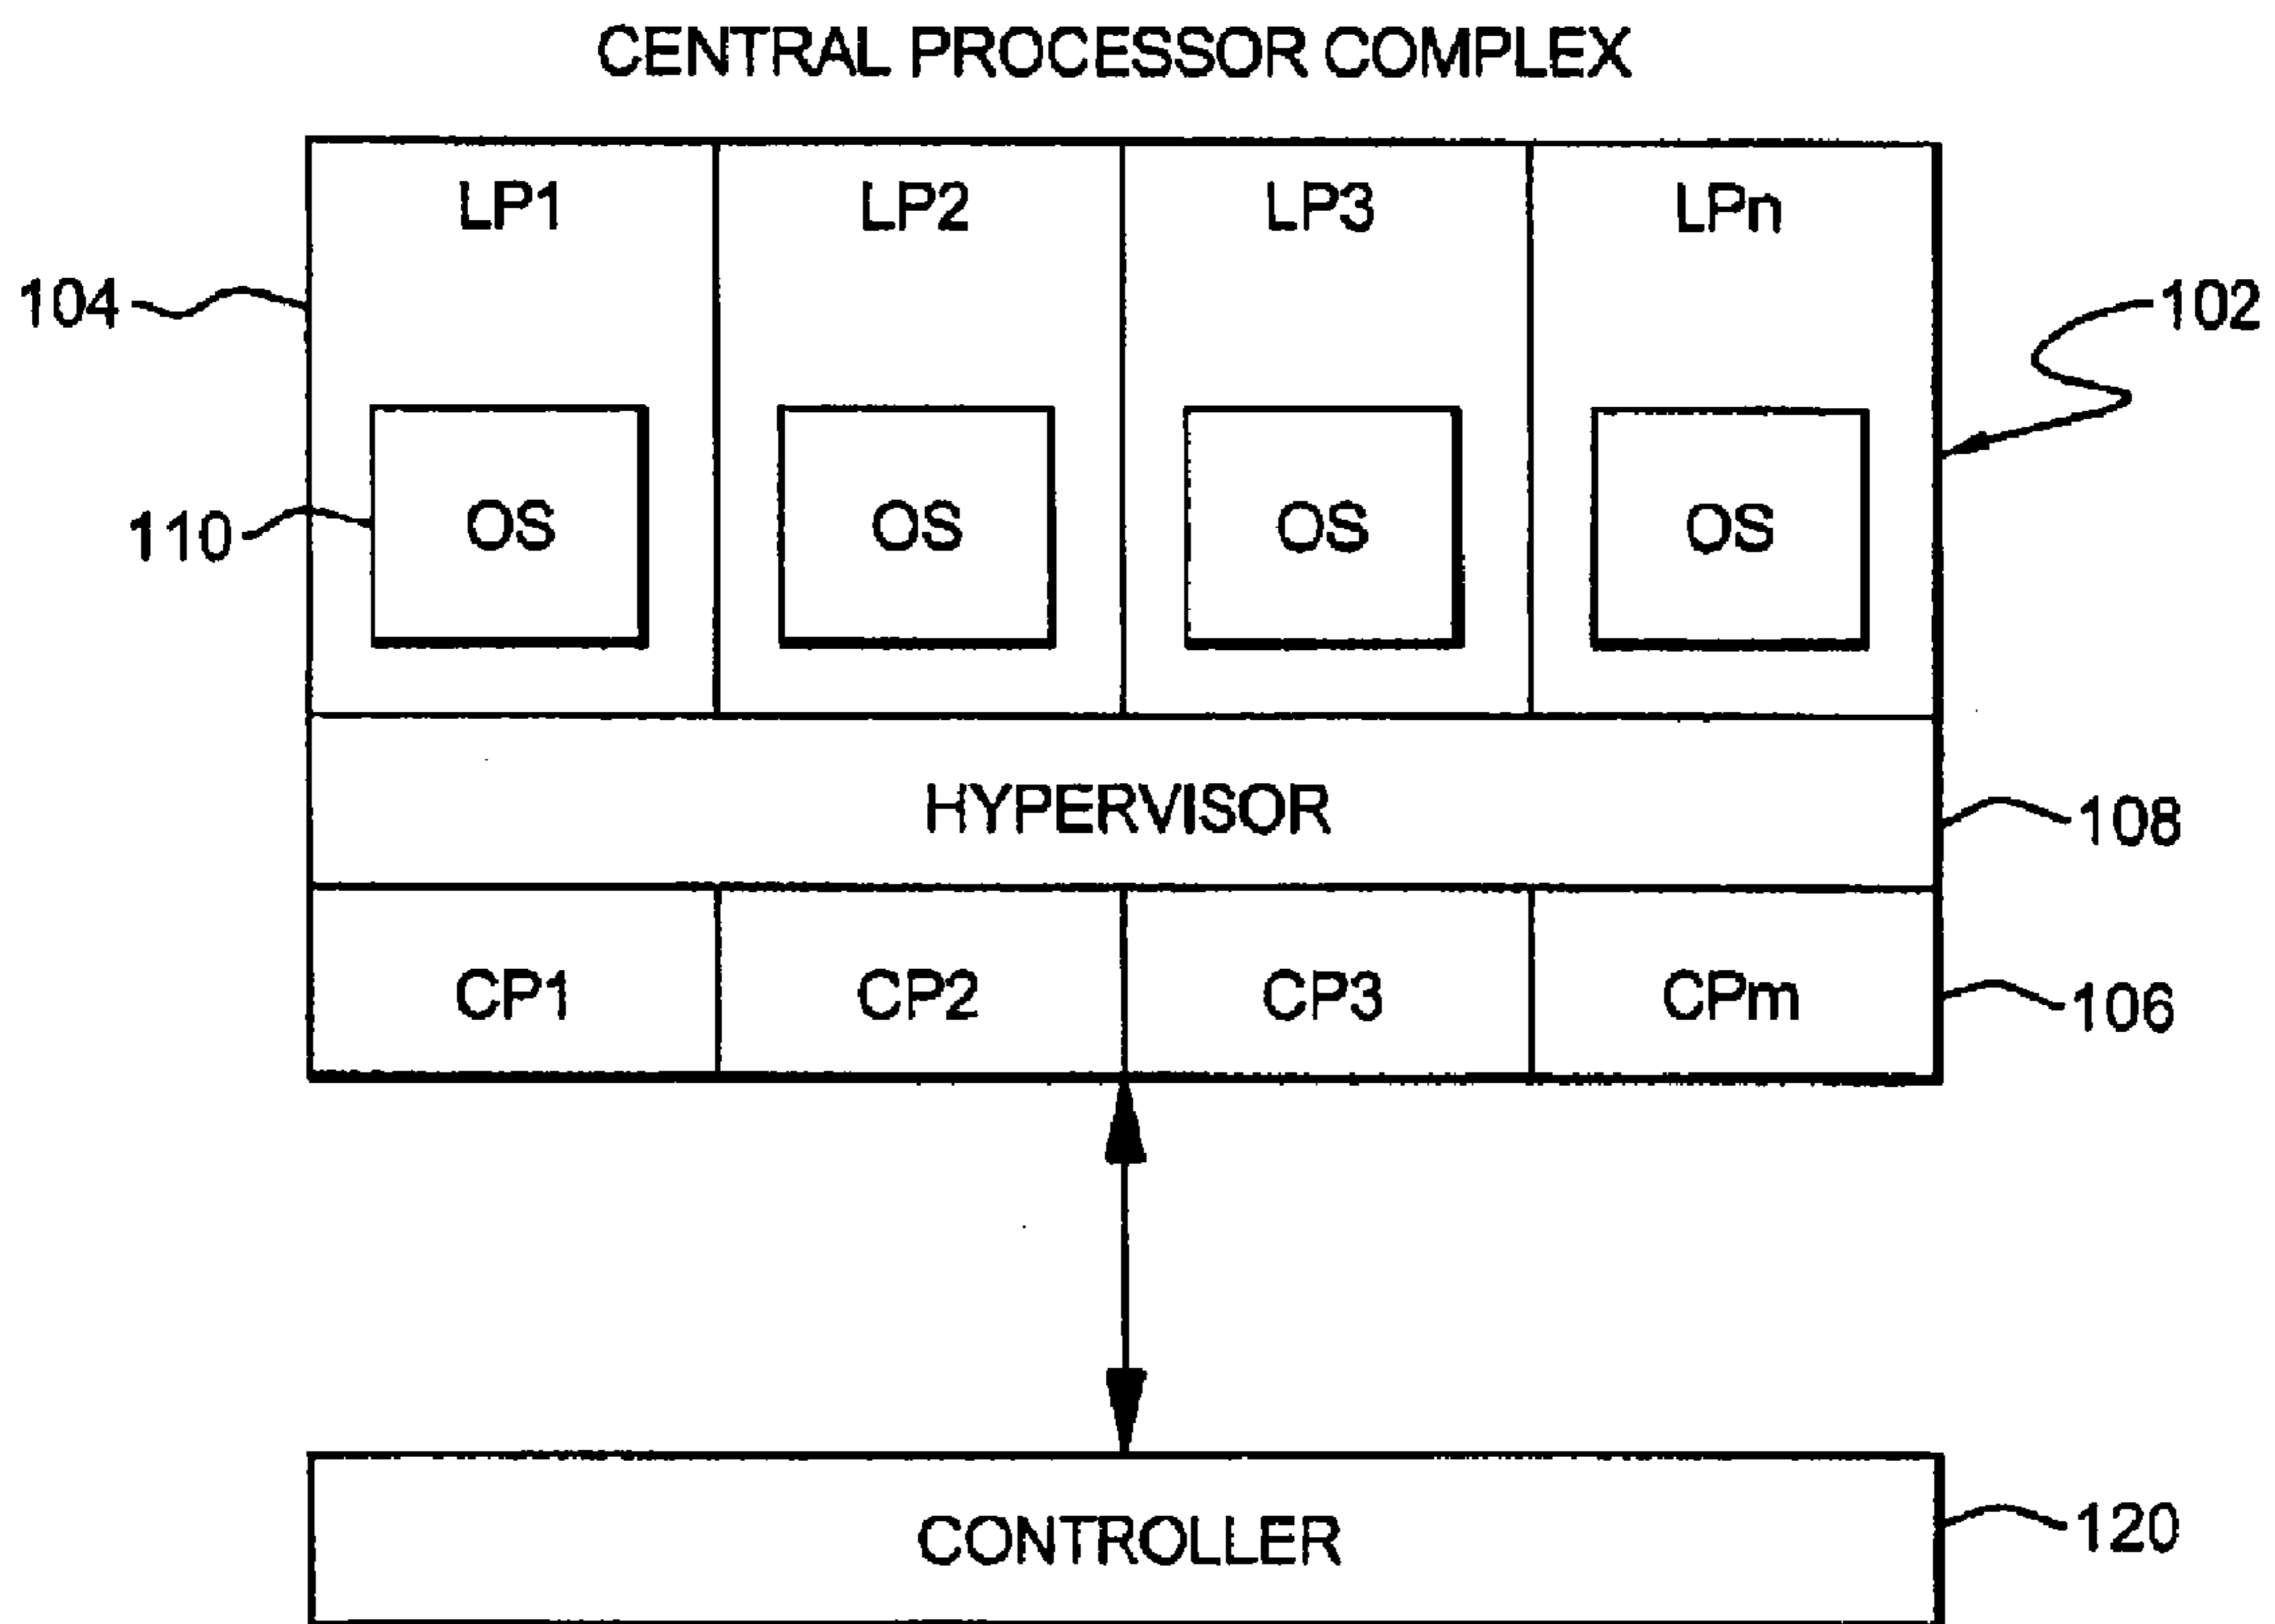 CENTRAL PROCESSOR COMPLEX
LP1 LP2 LP3 LPn
104
102
110 OS OS OS OS
HYPERVISOR 108
CP1 CP2 CP3 CPm 106
CONTROLLER 120